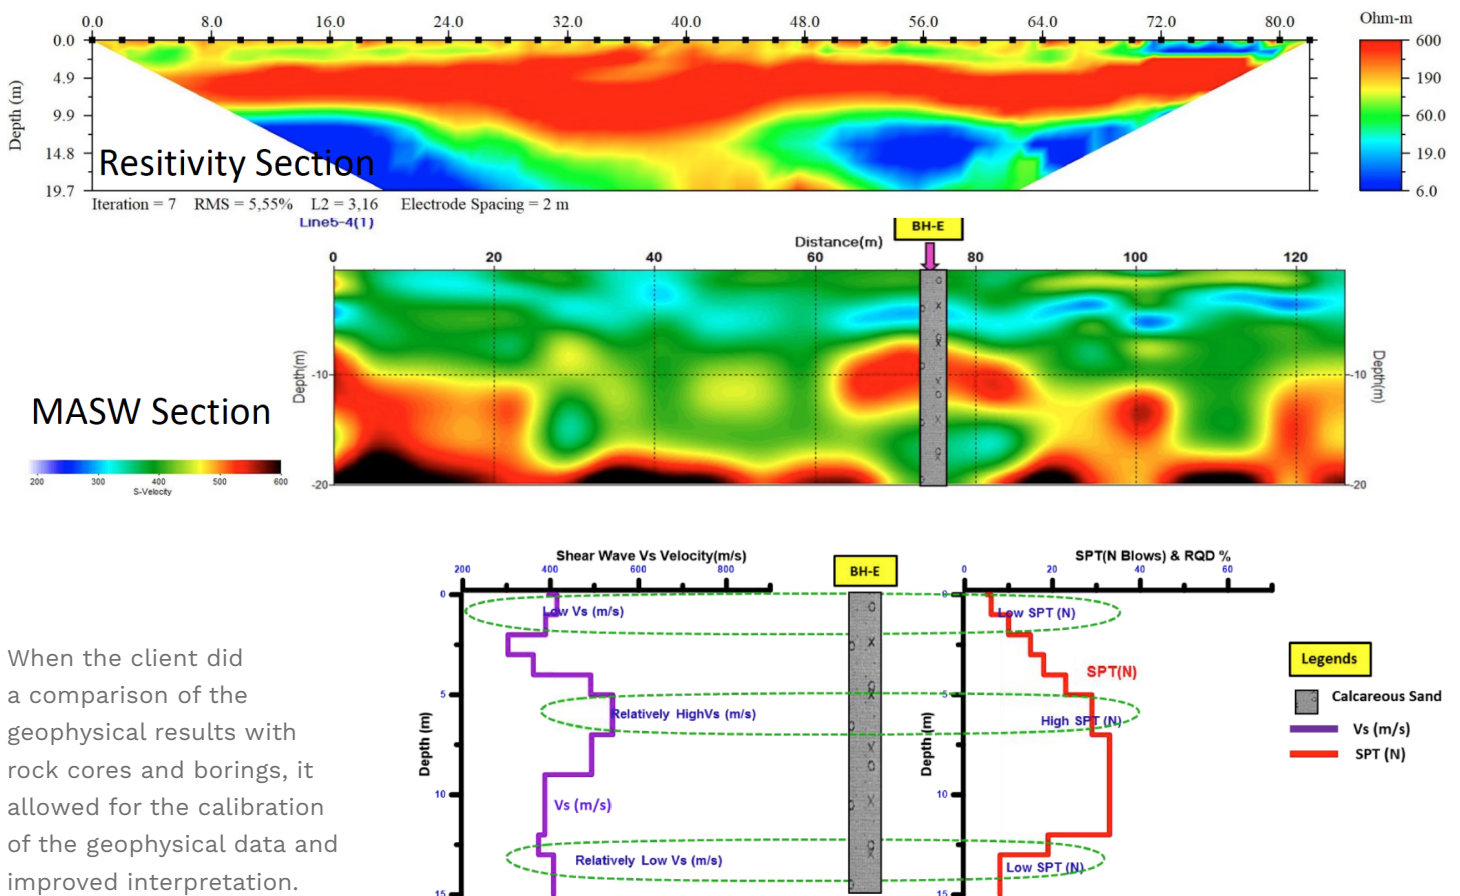 0.0 8.0 16.0 24.0 32.0 40.0 48.0 56.0 64.0 72.0 80.0 Ohm-m
Depth (m)
0.0
4.9
9.9
14.8
19.7
600
190
60.0
19.0
6.0
Resitivity Section
Iteration = 7 RMS = 5,55% L2 = 3,16 Electrode Spacing = 2 m
Line5-4(1)
BH-E
Distance(m)
0 20 40 60 80 100 120
Depth(m)
-10
-20
-10
-20
Depth(m)
MASW Section
200 300 400 500 600
S-Velocity
Shear Wave Vs Velocity(m/s)
200 400 600 800
BH-E
SPT(N Blows) & RQD %
0 20 40 60
Depth (m)
0
5
10
15
Low Vs (m/s)
Relatively HighVs (m/s)
Vs (m/s)
Relatively Low Vs (m/s)
Depth (m)
0
5
10
15
Low SPT (N)
SPT(N)
High SPT (N)
Low SPT (N)
Legends
Calcareous Sand
Vs (m/s)
SPT (N)
When the client did
a comparison of the
geophysical results with
rock cores and borings, it
allowed for the calibration
of the geophysical data and
improved interpretation.